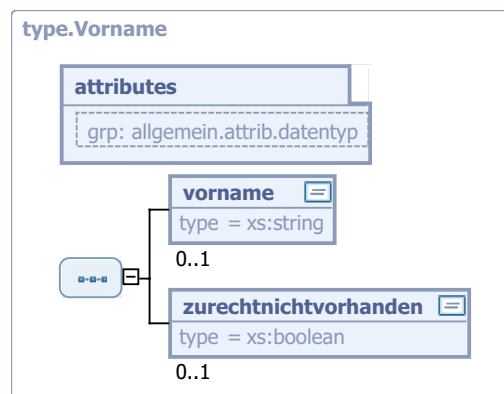 type.Vorname
attributes
grp: allgemein.attrib.datentyp
vorname
type = xs:string
0..1
zurechtnichtvorhanden
type = xs:boolean
0..1